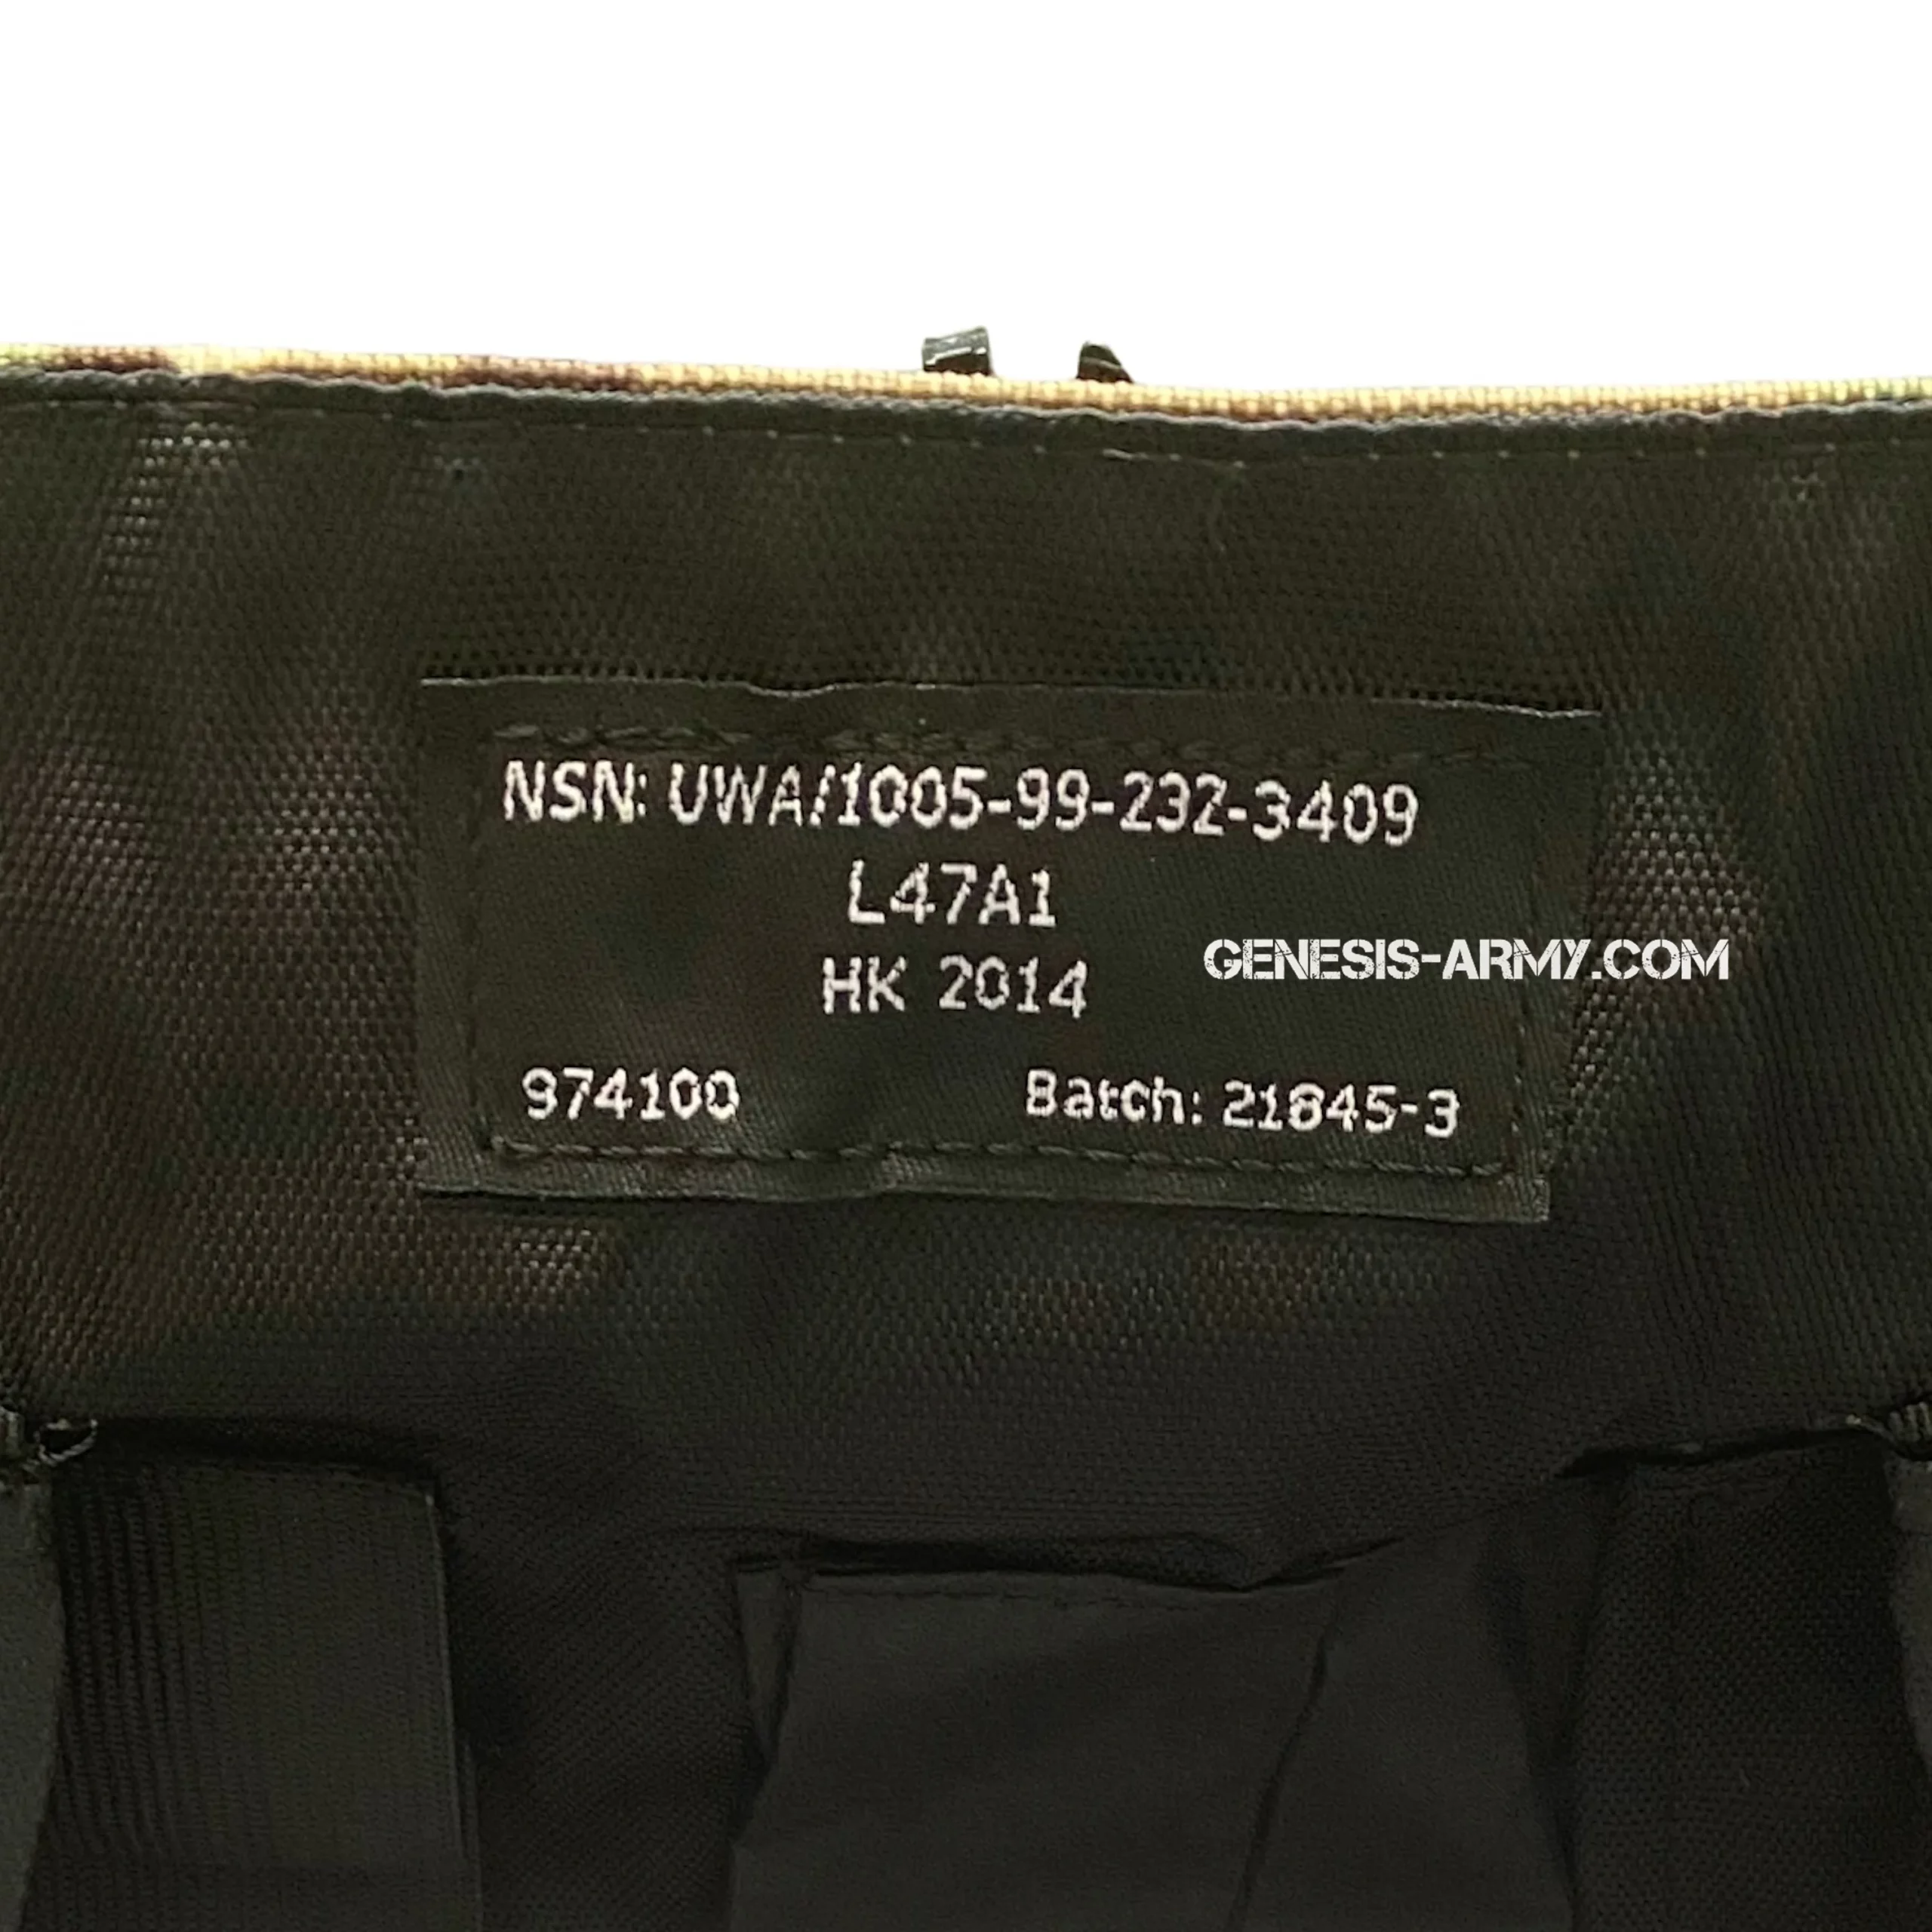 NSN: UWA/1005-99-232-3409
L47A1
GENESIS-ARMY.COM
HK 2014
974100 Batch: 21845-3